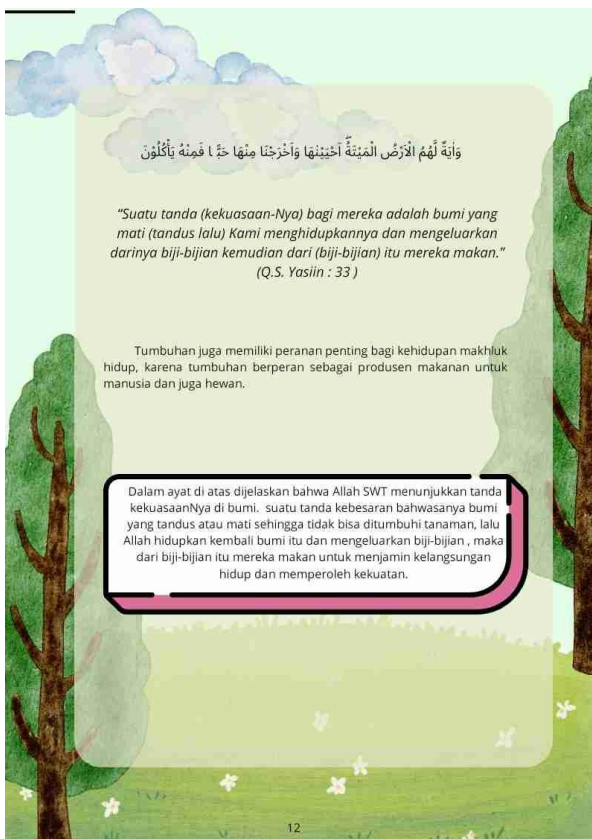 وَاٰيَةٌ لَّهُمُ الْاَرْضُ الْمَيْتَةُۖ اَحْيَيْنٰهَا وَاَخْرَجْنَا مِنْهَا حَبًّ ا فَمِنْهُ يَأْكُلُوْنَ
“Suatu tanda (kekuasaan-Nya) bagi mereka adalah bumi yang
mati (tandus lalu) Kami menghidupkannya dan mengeluarkan
darinya biji-bijian kemudian dari (biji-bijian) itu mereka makan.”
(Q.S. Yasiin : 33 )
Tumbuhan juga memiliki peranan penting bagi kehidupan makhluk
hidup, karena tumbuhan berperan sebagai produsen makanan untuk
manusia dan juga hewan.
Dalam ayat di atas dijelaskan bahwa Allah SWT menunjukkan tanda
kekuasaanNya di bumi. suatu tanda kebesaran bahwasanya bumi
yang tandus atau mati sehingga tidak bisa ditumbuhi tanaman, lalu
Allah hidupkan kembali bumi itu dan mengeluarkan biji-bijian , maka
dari biji-bijian itu mereka makan untuk menjamin kelangsungan
hidup dan memperoleh kekuatan.
12